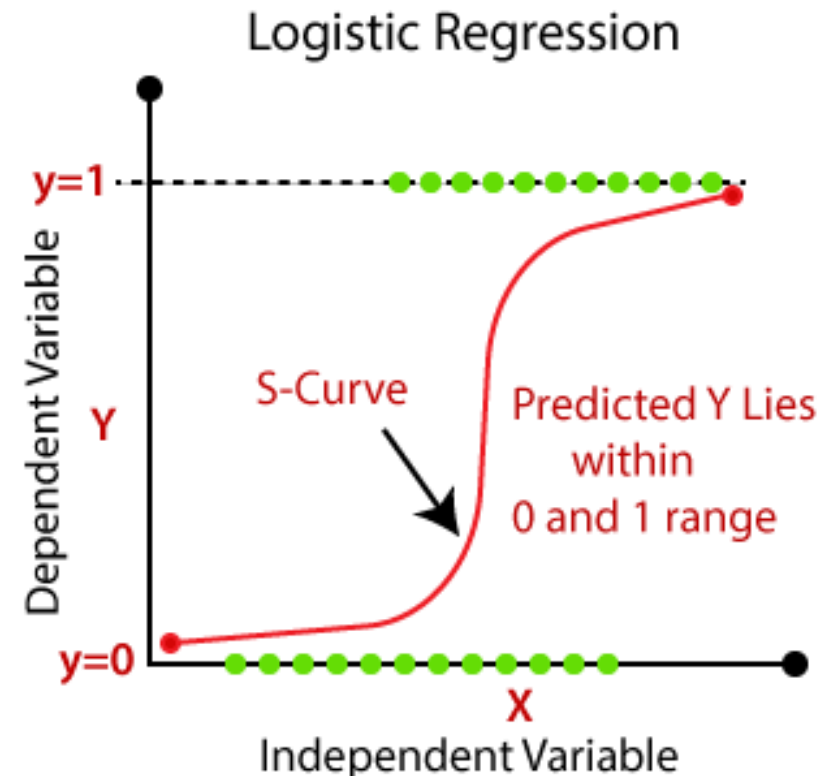 Logistic Regression
y=1
Dependent Variable
Y
S-Curve
Predicted Y Lies
within
0 and 1 range
y=0
X
Independent Variable